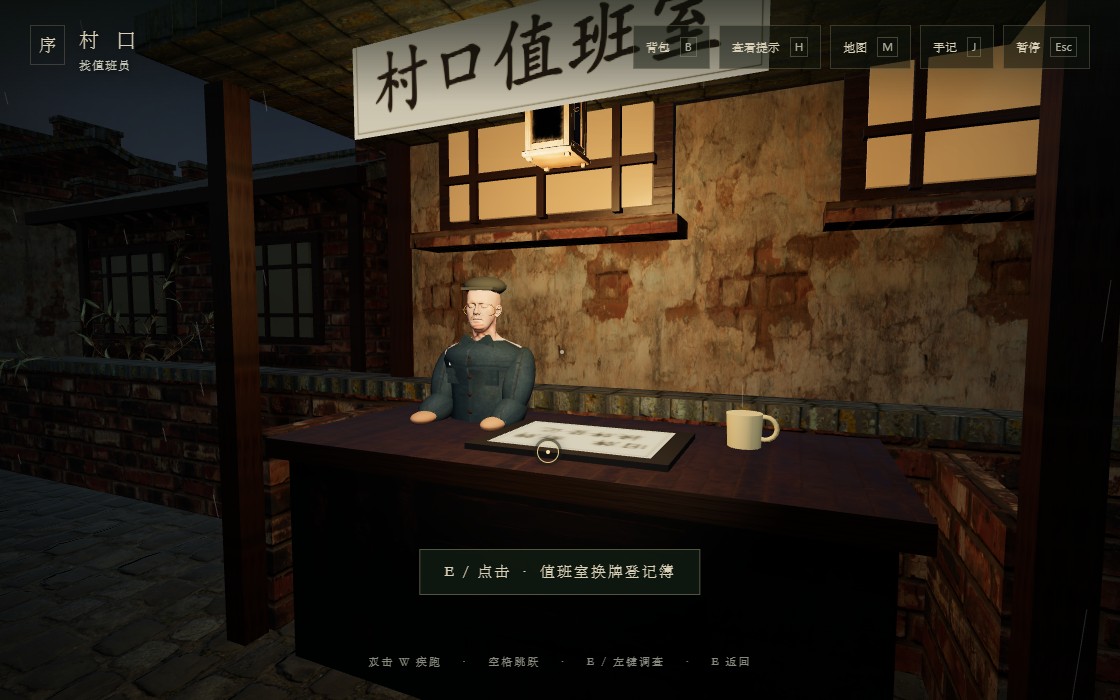 序
村 口
找值班员
村口值班室
背包 B
查看提示 H
地图 M
手记 J
暂停 Esc
E / 点击 · 值班室换牌登记簿
双击 W 疾跑 · 空格跳跃 · E / 左键调查 · E 返回